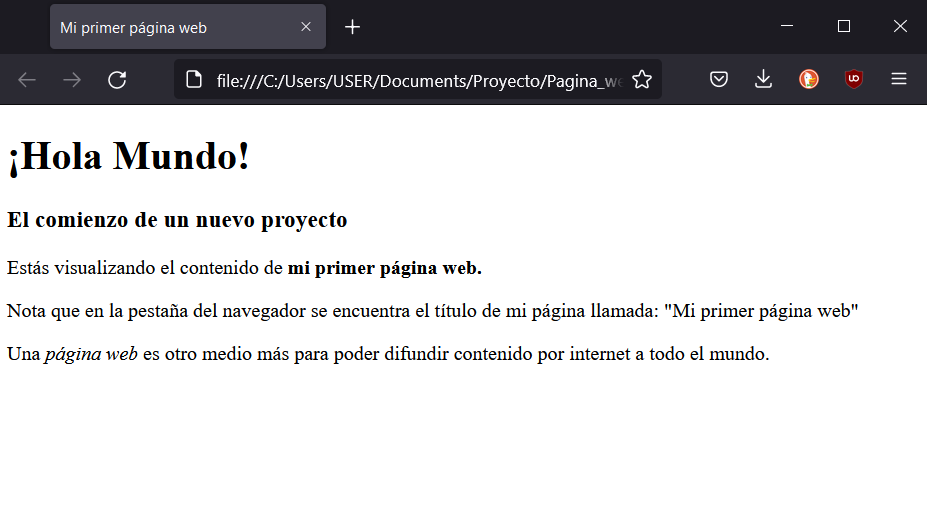 Mi primer página web
file:///C:/Users/USER/Documents/Proyecto/Pagina_we
¡Hola Mundo!
El comienzo de un nuevo proyecto
Estás visualizando el contenido de mi primer página web.
Nota que en la pestaña del navegador se encuentra el título de mi página llamada: "Mi primer página web"
Una página web es otro medio más para poder difundir contenido por internet a todo el mundo.